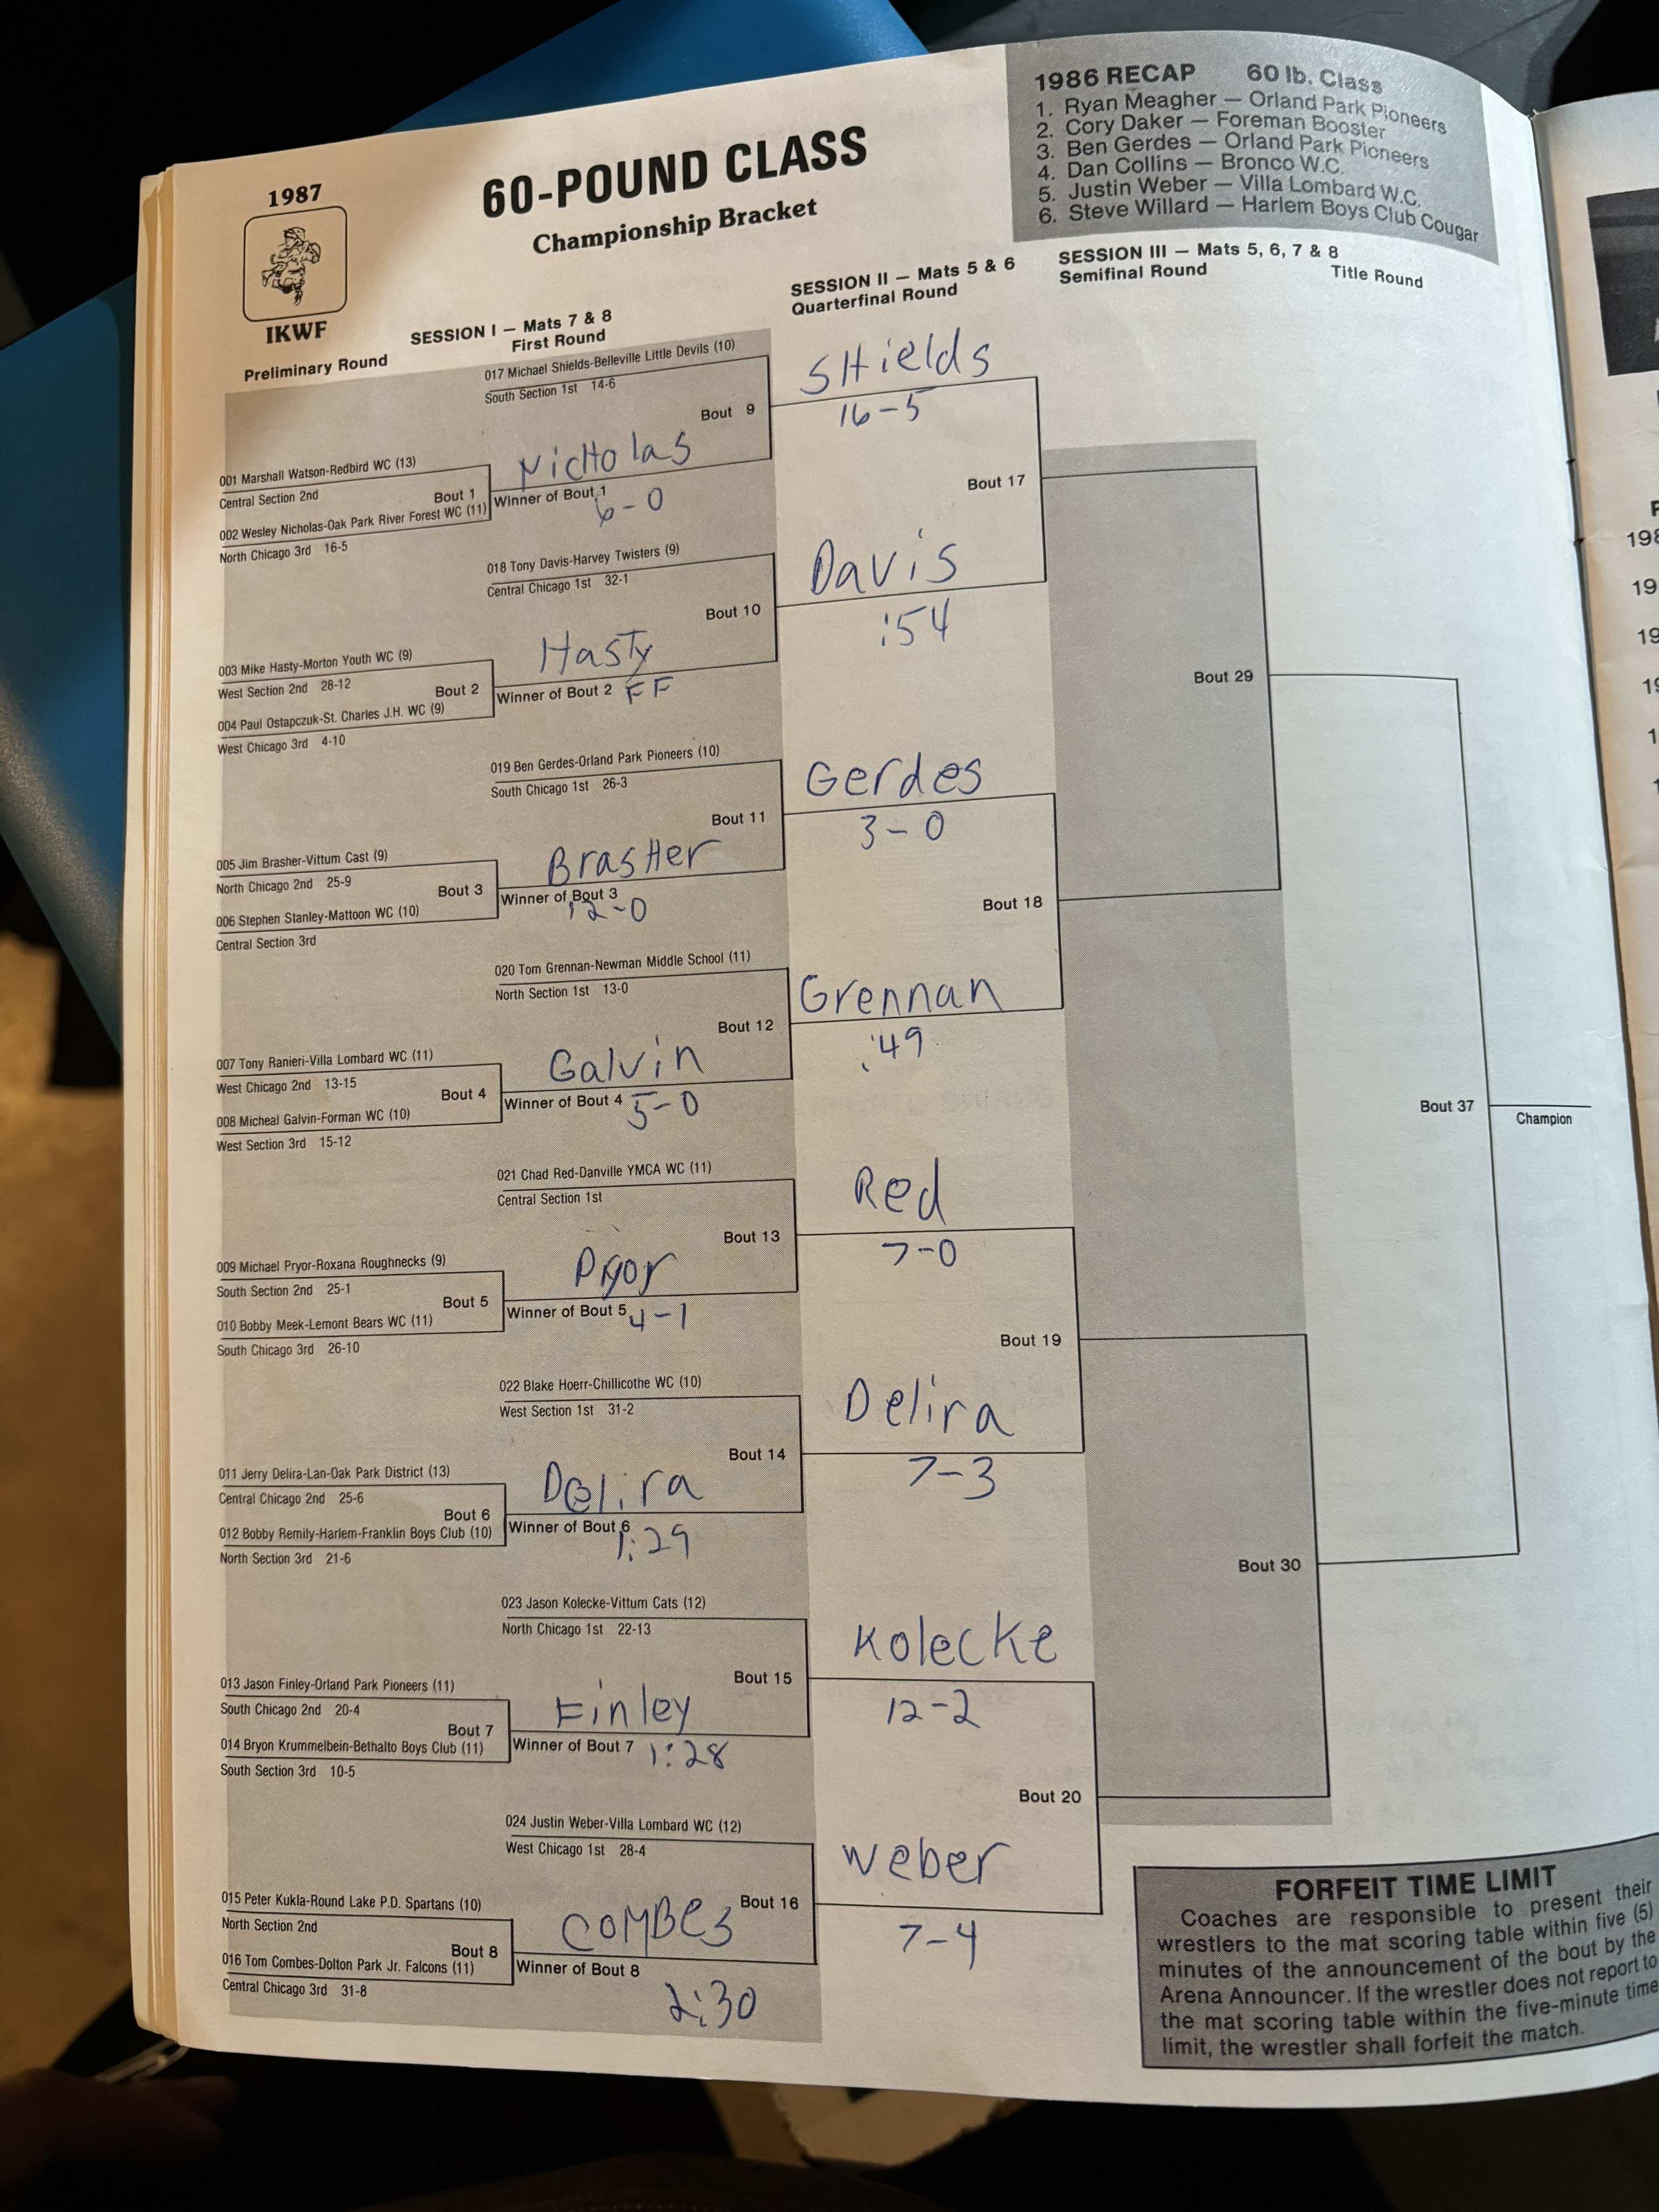 1987
IKWF
60-POUND CLASS
Championship Bracket
1986 RECAP 60 lb. Class
1. Ryan Meagher — Orland Park Pioneers
2. Cory Daker — Foreman Booster
3. Ben Gerdes — Orland Park Pioneers
4. Dan Collins — Bronco W.C.
5. Justin Weber — Villa Lombard W.C.
6. Steve Willard — Harlem Boys Club Cougar
SESSION I — Mats 7 & 8
Preliminary Round First Round
SESSION II — Mats 5 & 6
Quarterfinal Round
SESSION III — Mats 5, 6, 7 & 8
Semifinal Round Title Round
017 Michael Shields-Belleville Little Devils (10)
South Section 1st 14-6
Bout 9
SHields
16-5
001 Marshall Watson-Redbird WC (13)
Central Section 2nd
Bout 1
002 Wesley Nicholas-Oak Park River Forest WC (11)
North Chicago 3rd 16-5
NicHolas
Winner of Bout 1
6-0
Bout 17
018 Tony Davis-Harvey Twisters (9)
Central Chicago 1st 32-1
Bout 10
Davis
:54
003 Mike Hasty-Morton Youth WC (9)
West Section 2nd 28-12
Bout 2
004 Paul Ostapczuk-St. Charles J.H. WC (9)
West Chicago 3rd 4-10
Hasty
Winner of Bout 2 FF
Bout 29
019 Ben Gerdes-Orland Park Pioneers (10)
South Chicago 1st 26-3
Bout 11
Gerdes
3-0
005 Jim Brasher-Vittum Cast (9)
North Chicago 2nd 25-9
Bout 3
006 Stephen Stanley-Mattoon WC (10)
Central Section 3rd
BrasHer
Winner of Bout 3
12-0
Bout 18
020 Tom Grennan-Newman Middle School (11)
North Section 1st 13-0
Bout 12
Grennan
:49
007 Tony Ranieri-Villa Lombard WC (11)
West Chicago 2nd 13-15
Bout 4
008 Micheal Galvin-Forman WC (10)
West Section 3rd 15-12
Galvin
Winner of Bout 4 5-0
Bout 37
Champion
021 Chad Red-Danville YMCA WC (11)
Central Section 1st
Bout 13
Red
7-0
009 Michael Pryor-Roxana Roughnecks (9)
South Section 2nd 25-1
Bout 5
010 Bobby Meek-Lemont Bears WC (11)
South Chicago 3rd 26-10
Pryor
Winner of Bout 5 4-1
Bout 19
022 Blake Hoerr-Chillicothe WC (10)
West Section 1st 31-2
Bout 14
Delira
7-3
011 Jerry Delira-Lan-Oak Park District (13)
Central Chicago 2nd 25-6
Bout 6
012 Bobby Remily-Harlem-Franklin Boys Club (10)
North Section 3rd 21-6
Delira
Winner of Bout 6
1:29
Bout 30
023 Jason Kolecke-Vittum Cats (12)
North Chicago 1st 22-13
Bout 15
Kolecke
12-2
013 Jason Finley-Orland Park Pioneers (11)
South Chicago 2nd 20-4
Bout 7
014 Bryon Krummelbein-Bethalto Boys Club (11)
South Section 3rd 10-5
Finley
Winner of Bout 7 1:28
Bout 20
024 Justin Weber-Villa Lombard WC (12)
West Chicago 1st 28-4
Bout 16
Weber
7-4
015 Peter Kukla-Round Lake P.D. Spartans (10)
North Section 2nd
Bout 8
016 Tom Combes-Dolton Park Jr. Falcons (11)
Central Chicago 3rd 31-8
COMBES
Winner of Bout 8
2:30
FORFEIT TIME LIMIT
Coaches are responsible to present their
wrestlers to the mat scoring table within five (5)
minutes of the announcement of the bout by the
Arena Announcer. If the wrestler does not report to
the mat scoring table within the five-minute time
limit, the wrestler shall forfeit the match.